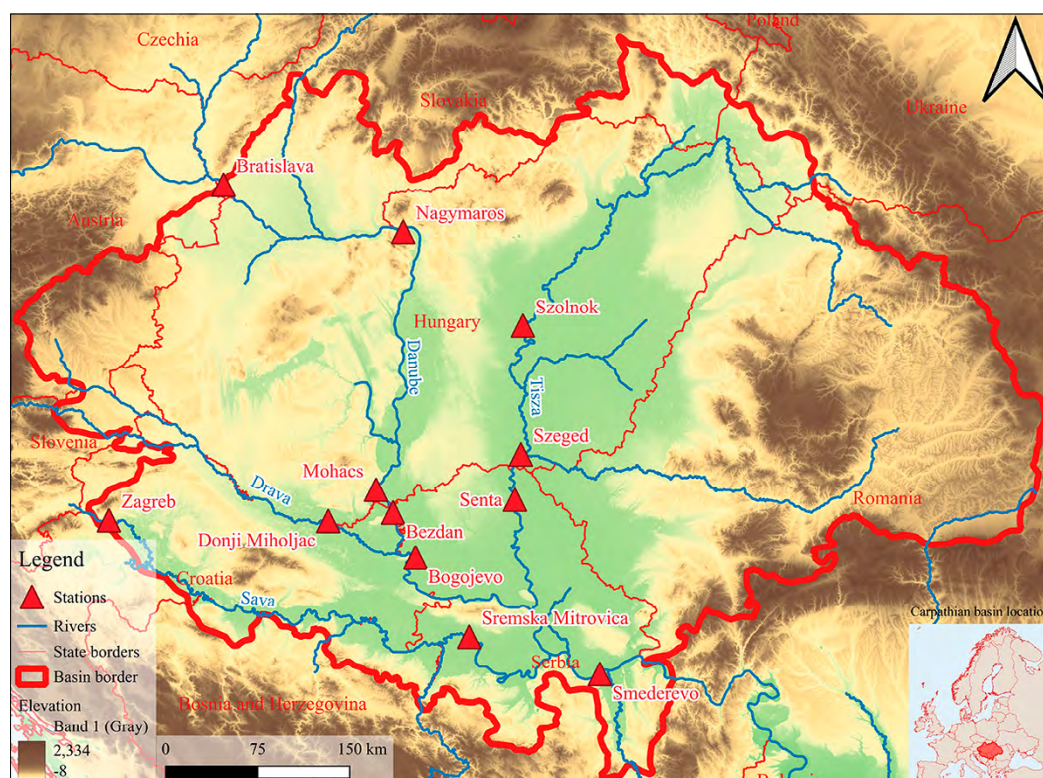 Czechia
Poland
Slovakia
Ukraine
Bratislava
Austria
Nagymaros
Szolnok
Hungary
Danube
Tisza
Szeged
Slovenia
Mohacs
Drava
Senta
Zagreb
Romania
Donji Miholjac
Bezdan
Bogojevo
Legend
Stations
Rivers
State borders
Basin border
Elevation
Band 1 (Gray)
2,334
-8
Croatia
Sava
Sremska Mitrovica
Serbia
Smederevo
Bosnia and Herzegovina
0 75 150 km
Carpathian basin location